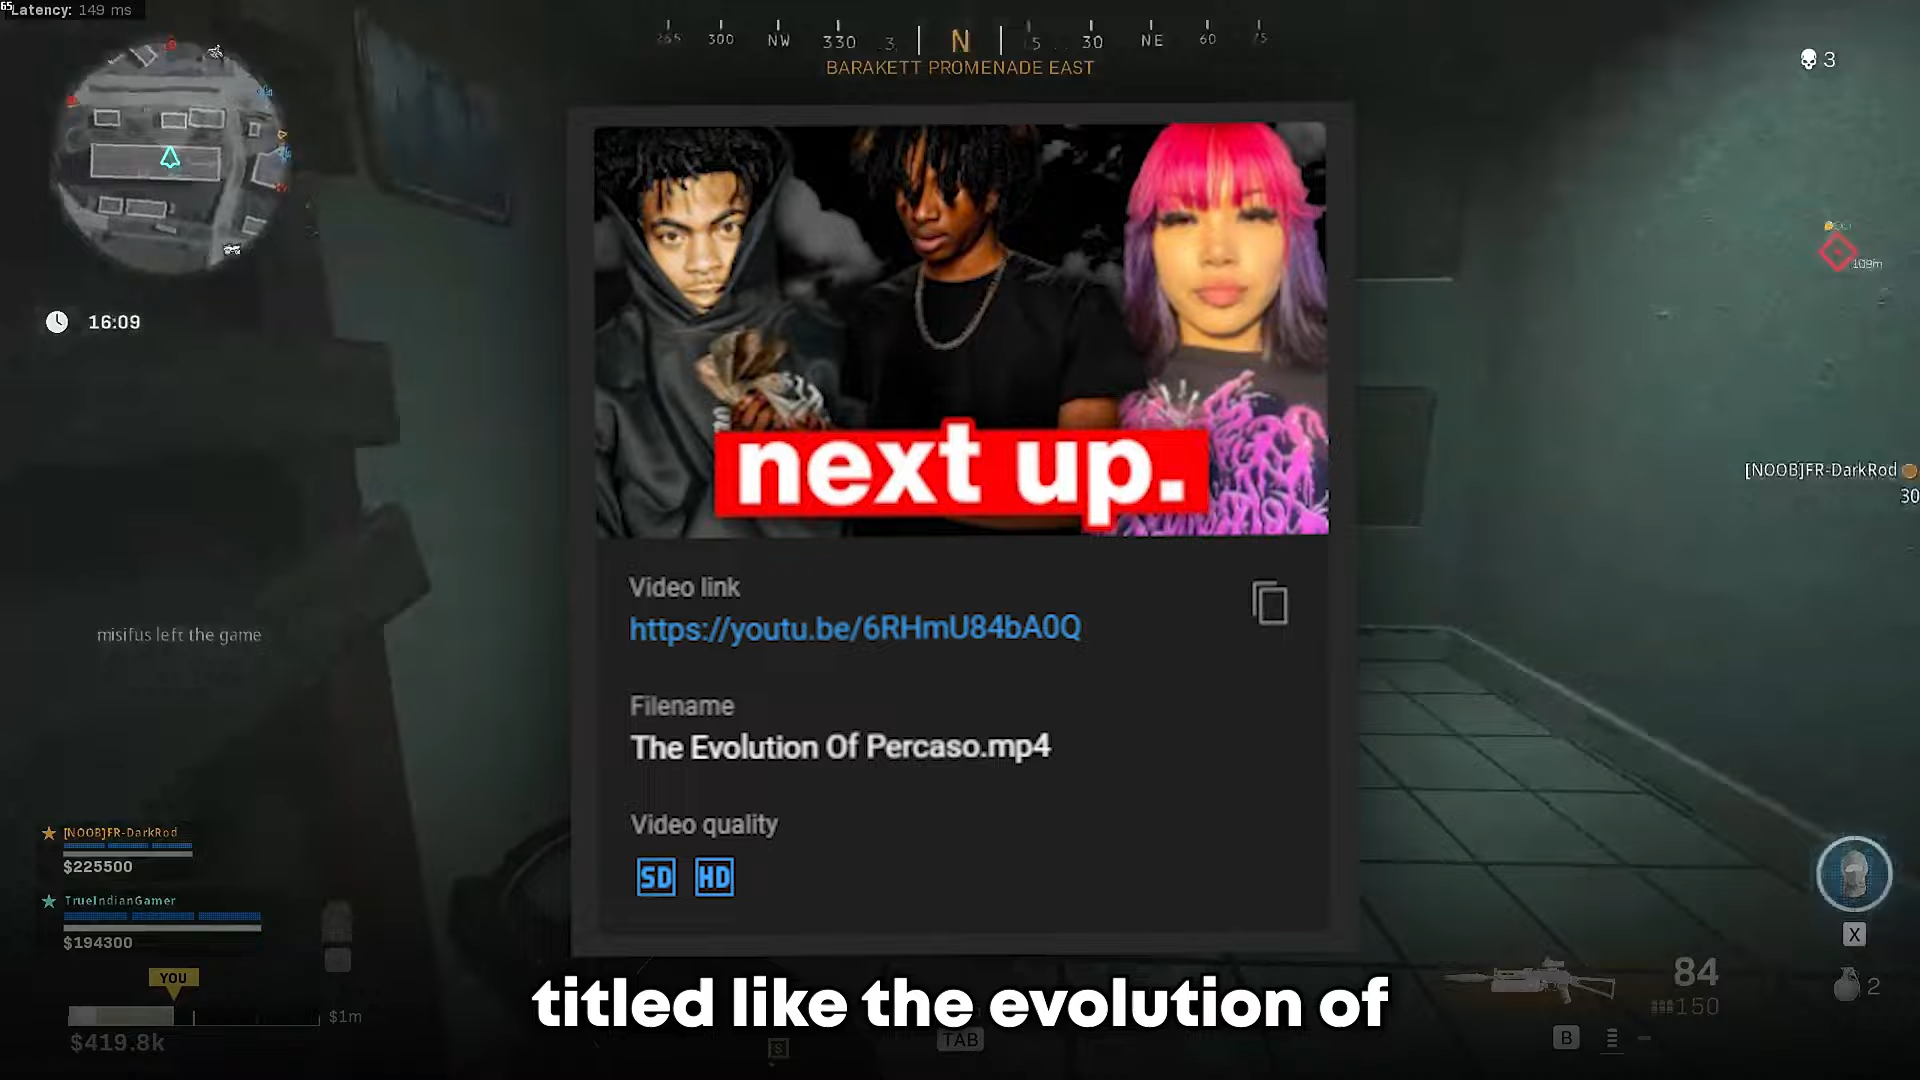 65
Latency: 149 ms
300 NW 330 N 30 NE 60 75
BARAKETT PROMENADE EAST
3
109m
16:09
next up.
[NOOB]FR-DarkRod
30
Video link
https://youtu.be/6RHmU84bA0Q
misifus left the game
Filename
The Evolution Of Percaso.mp4
Video quality
SD HD
[NOOB]FR-DarkRod
$225500
TrueIndianGamer
$194300
X
YOU
84
150
2
$1m
titled like the evolution of
$419.8k
S
TAB
B